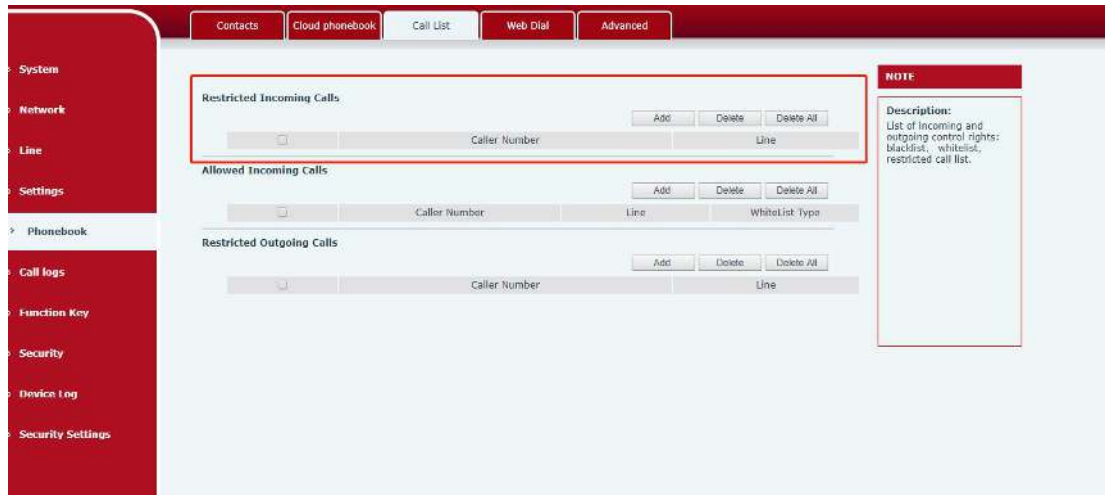 Contacts
Cloud phonebook
Call List
Web Dial
Advanced
System
Network
Line
Settings
Phonebook
Call logs
Function Key
Security
Device Log
Security Settings
Restricted Incoming Calls
Add Delete Delete All
Caller Number Line
Allowed Incoming Calls
Add Delete Delete All
Caller Number Line WhiteList Type
Restricted Outgoing Calls
Add Delete Delete All
Caller Number Line
NOTE
Description:
List of incoming and
outgoing control rights:
blacklist, whitelist,
restricted call list.